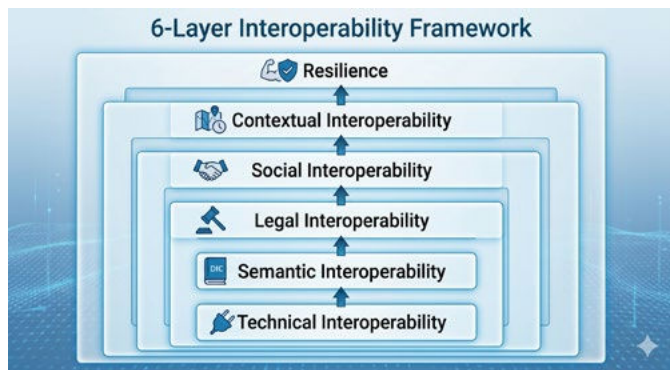 6-Layer Interoperability Framework
Resilience
Contextual Interoperability
Social Interoperability
Legal Interoperability
Semantic Interoperability
Technical Interoperability